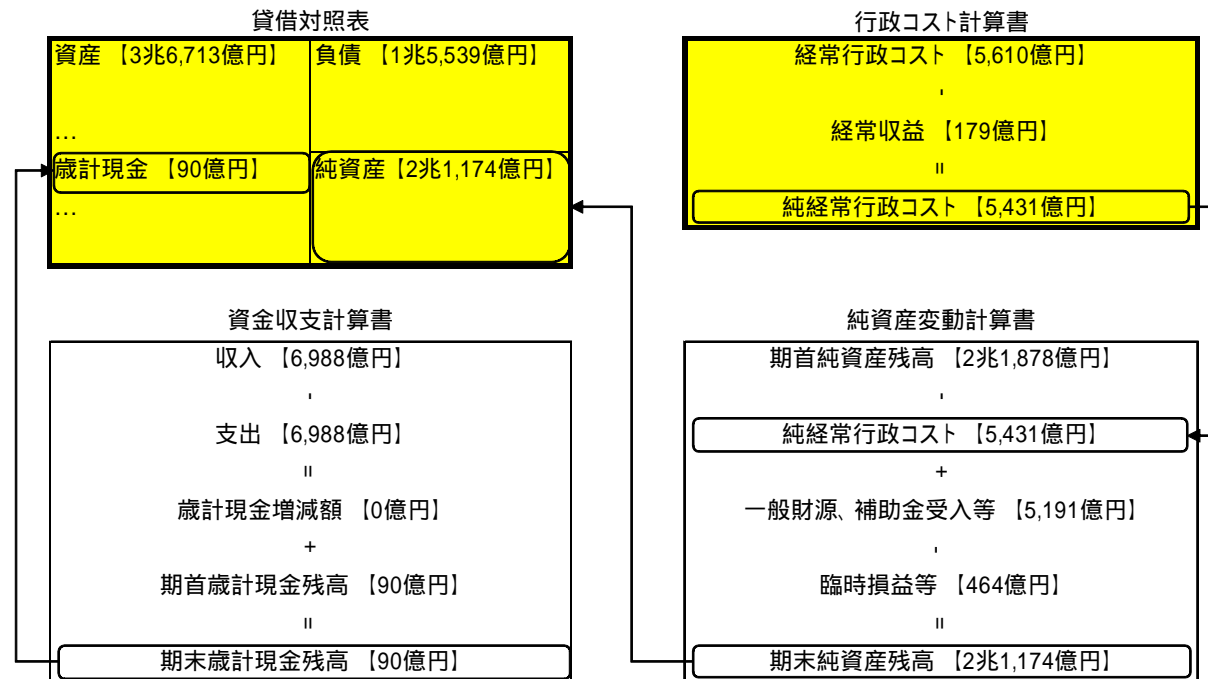 貸借対照表
資産 【3兆6,713億円】
負債 【1兆5,539億円】
…
歳計現金 【90億円】
純資産【2兆1,174億円】
…
行政コスト計算書
経常行政コスト 【5,610億円】
-
経常収益 【179億円】
=
純経常行政コスト 【5,431億円】
資金収支計算書
収入 【6,988億円】
-
支出 【6,988億円】
=
歳計現金増減額 【0億円】
+
期首歳計現金残高 【90億円】
=
期末歳計現金残高 【90億円】
純資産変動計算書
期首純資産残高 【2兆1,878億円】
-
純経常行政コスト 【5,431億円】
+
一般財源、補助金受入等 【5,191億円】
-
臨時損益等 【464億円】
=
期末純資産残高 【2兆1,174億円】